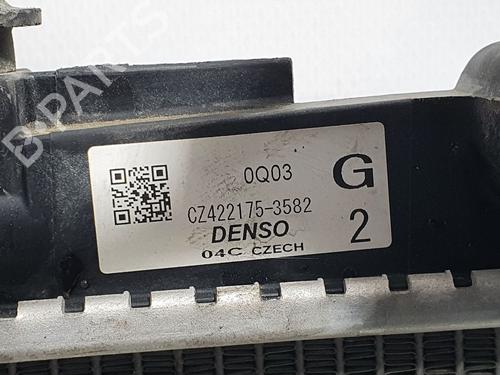 B PARTS
0Q03
G
CZ422175-3582
DENSO
2
04C CZECH